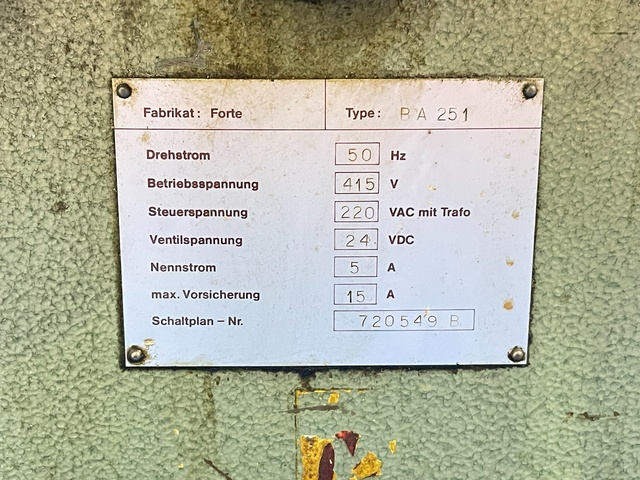 Fabrikat: Forte Type: BA 251
Drehstrom 50 Hz
Betriebsspannung 415 V
Steuerspannung 220 VAC mit Trafo
Ventilspannung 24 VDC
Nennstrom 5 A
max. Vorsicherung 15 A
Schaltplan – Nr. 720549 B